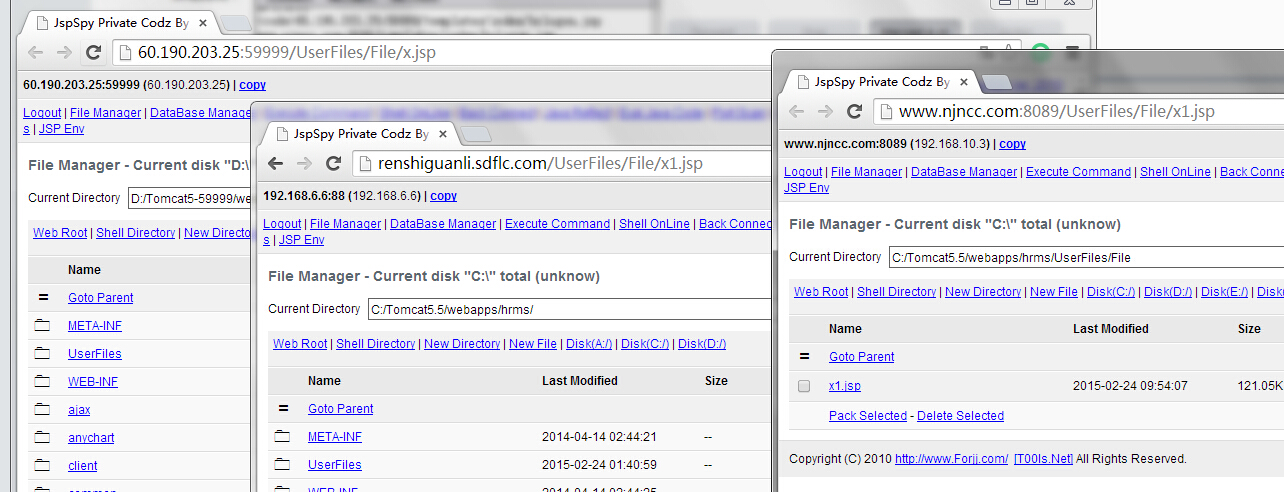 JspSpy Private Codz By
60.190.203.25:59999/UserFiles/File/x.jsp
60.190.203.25:59999 (60.190.203.25) | copy
Logout | File Manager | DataBase Manage
s | JSP Env
File Manager - Current disk "D:\"
Current Directory D:/Tomcat5-59999/we
Web Root | Shell Directory | New Directo
Name
= Goto Parent
META-INF
UserFiles
WEB-INF
ajax
anychart
client
JspSpy Private Codz By
renshiguanli.sdflc.com/UserFiles/File/x1.jsp
192.168.6.6:88 (192.168.6.6) | copy
Logout | File Manager | DataBase Manager | Execute Command | Shell OnLine | Back Connec
s | JSP Env
File Manager - Current disk "C:\" total (unknow)
Current Directory C:/Tomcat5.5/webapps/hrms/
Web Root | Shell Directory | New Directory | New File | Disk(A:/) | Disk(C:/) | Disk(D:/)
Name Last Modified Size
= Goto Parent
META-INF 2014-04-14 02:44:21 --
UserFiles 2015-02-24 01:40:59 --
JspSpy Private Codz By
www.njncc.com:8089/UserFiles/File/x1.jsp
www.njncc.com:8089 (192.168.10.3) | copy
Logout | File Manager | DataBase Manager | Execute Command | Shell OnLine | Back Connec
JSP Env
File Manager - Current disk "C:\" total (unknow)
Current Directory C:/Tomcat5.5/webapps/hrms/UserFiles/File
Web Root | Shell Directory | New Directory | New File | Disk(C:/) | Disk(D:/) | Disk(E:/) | Dis
Name Last Modified Size
= Goto Parent
x1.jsp 2015-02-24 09:54:07 121.05K
Pack Selected - Delete Selected
Copyright (C) 2010 http://www.Forjj.com/ [T00ls.Net] All Rights Reserved.